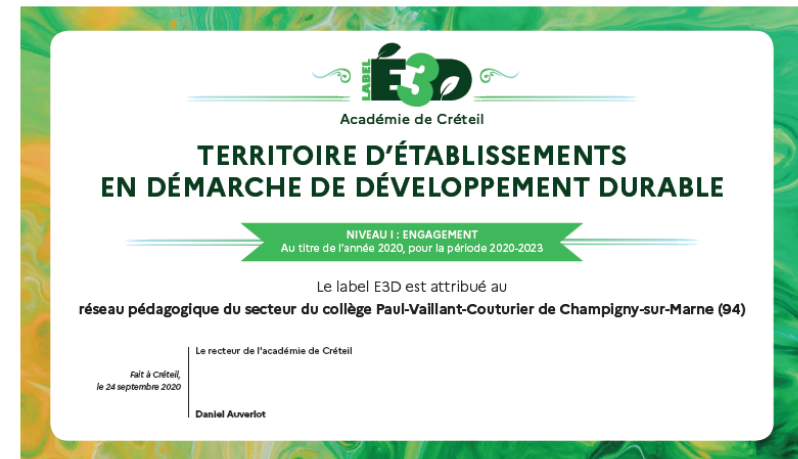 LABEL
É3D
Académie de Créteil
TERRITOIRE D'ÉTABLISSEMENTS
EN DÉMARCHE DE DÉVELOPPEMENT DURABLE
NIVEAU I : ENGAGEMENT
Au titre de l'année 2020, pour la période 2020-2023
Le label E3D est attribué au
réseau pédagogique du secteur du collège Paul-Vaillant-Couturier de Champigny-sur-Marne (94)
Fait à Créteil,
le 24 septembre 2020
Le recteur de l'académie de Créteil
Daniel Auverlot